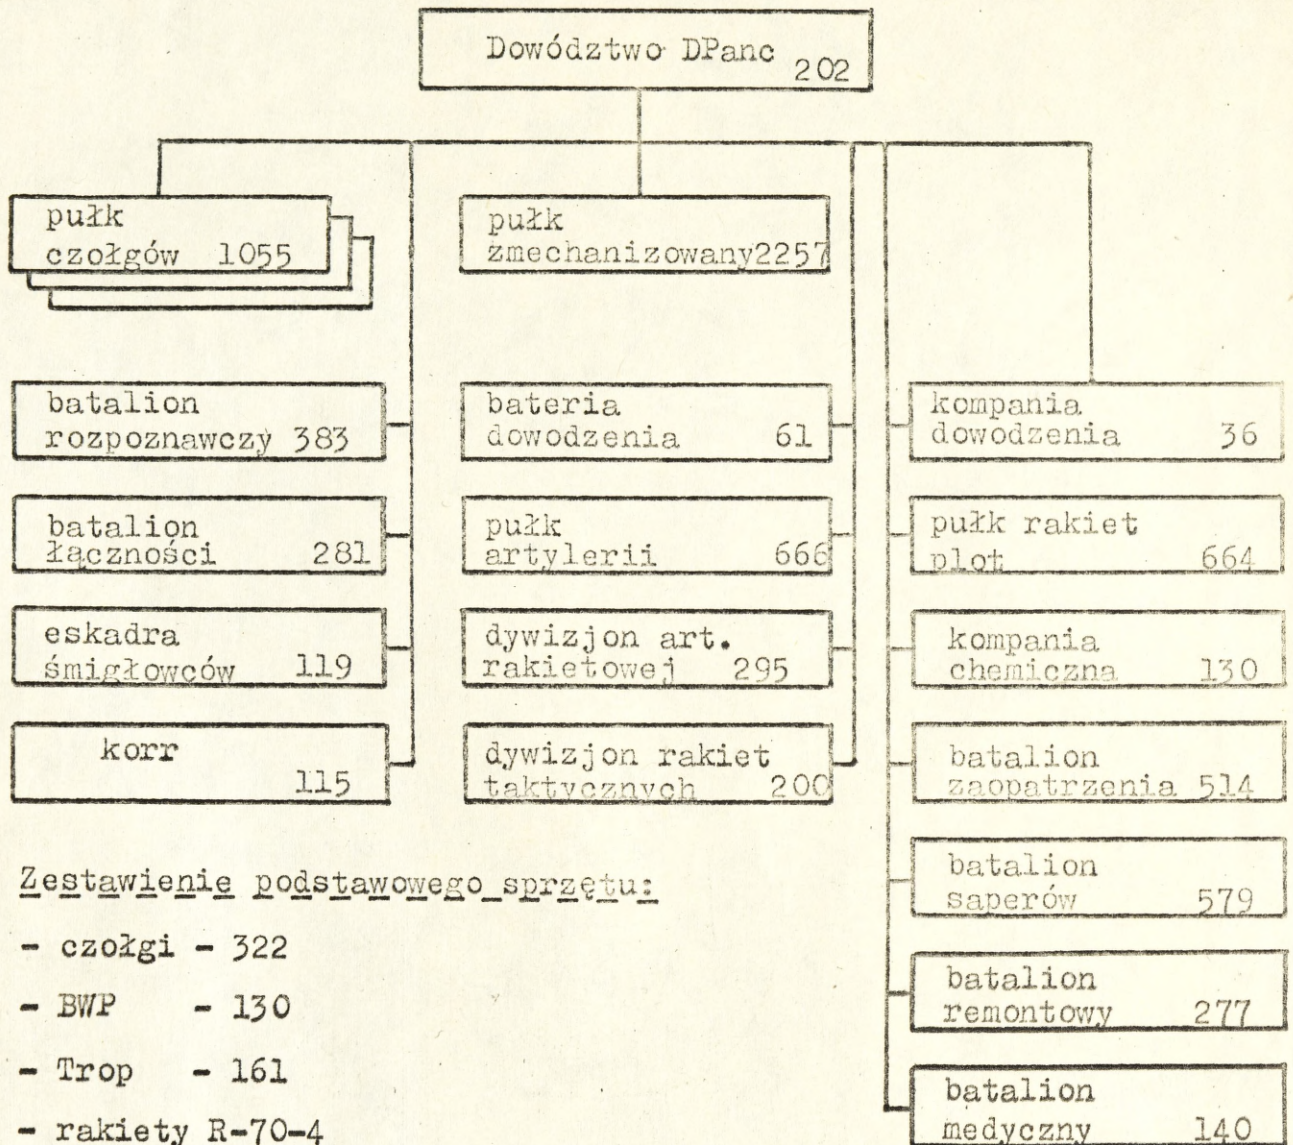 Dowództwo DPanc 202
pułk
czołgów 1055
pułk
zmechanizowany 2257
batalion
rozpoznawczy 383
batalion
łączności 281
eskadra
śmigłowców 119
korr
115
bateria
dowodzenia 61
pułk
artylerii 666
dywizjon art.
rakietowej 295
dywizjon rakiet
taktycznych 200
kompania
dowodzenia 36
pułk rakiet
plot 664
kompania
chemiczna 130
batalion
zaopatrzenia 514
batalion
saperów 579
batalion
remontowy 277
batalion
medyczny 140
Zestawienie podstawowego sprzętu:
- czołgi - 322
- BWP - 130
- Trop - 161
- rakiety R-70-4